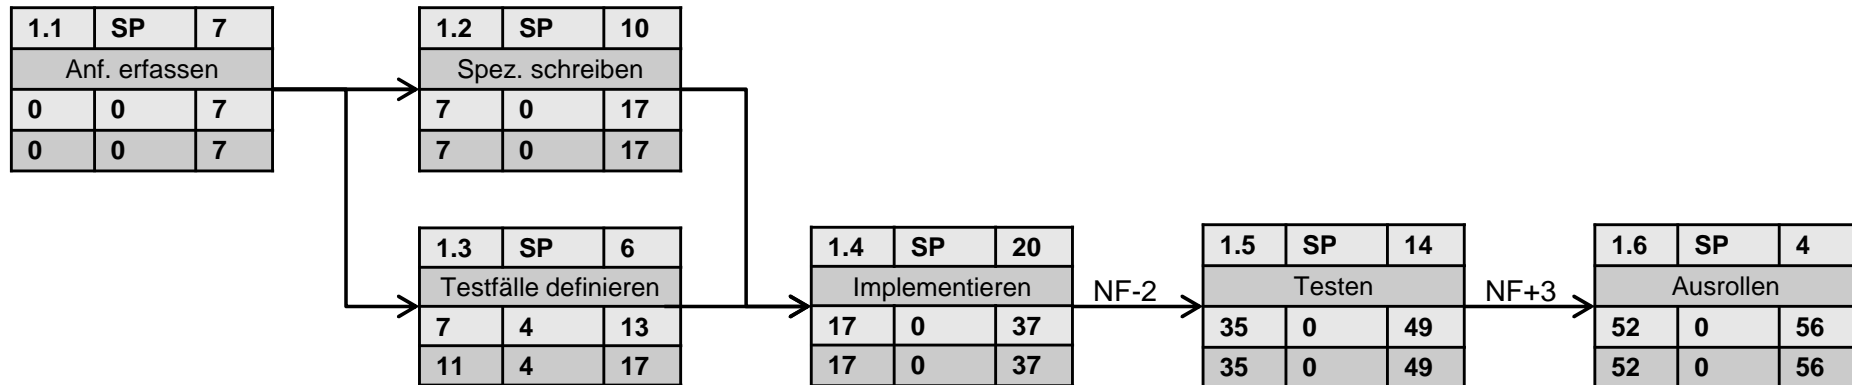 1.1 SP 7
Anf. erfassen
0 0 7
0 0 7
1.2 SP 10
Spez. schreiben
7 0 17
7 0 17
1.3 SP 6
Testfälle definieren
7 4 13
11 4 17
1.4 SP 20
Implementieren
17 0 37
17 0 37
NF-2
1.5 SP 14
Testen
35 0 49
35 0 49
NF+3
1.6 SP 4
Ausrollen
52 0 56
52 0 56